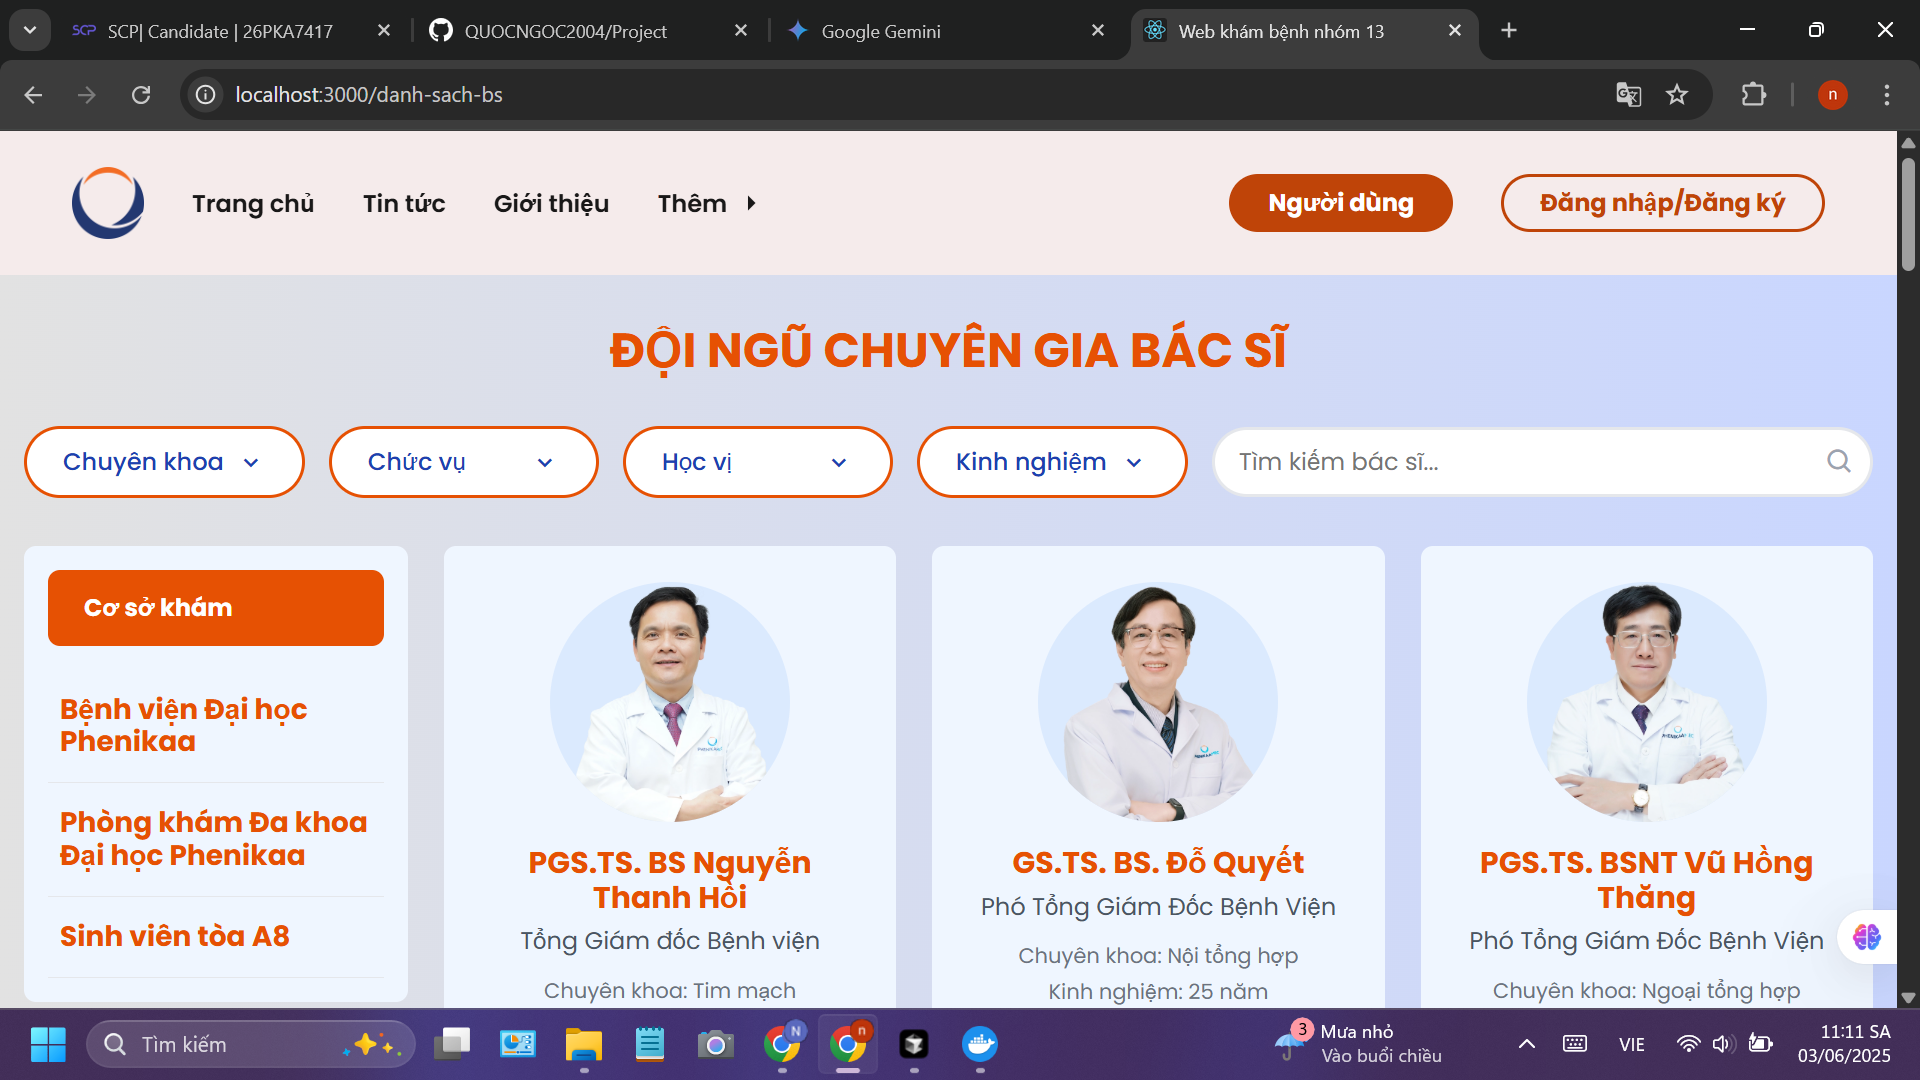 SCP SCP| Candidate | 26PKA7417
QUOCNGOC2004/Project
Google Gemini
Web khám bệnh nhóm 13
localhost:3000/danh-sach-bs
n
Trang chủ
Tin tức
Giới thiệu
Thêm
Người dùng
Đăng nhập/Đăng ký
ĐỘI NGŨ CHUYÊN GIA BÁC SĨ
Chuyên khoa
Chức vụ
Học vị
Kinh nghiệm
Tìm kiếm bác sĩ...
Cơ sở khám
Bệnh viện Đại học
Phenikaa
Phòng khám Đa khoa
Đại học Phenikaa
Sinh viên tòa A8
PGS.TS. BS Nguyễn
Thanh Hồi
Tổng Giám đốc Bệnh viện
Chuyên khoa: Tim mạch
GS.TS. BS. Đỗ Quyết
Phó Tổng Giám Đốc Bệnh Viện
Chuyên khoa: Nội tổng hợp
Kinh nghiệm: 25 năm
PGS.TS. BSNT Vũ Hồng
Thăng
Phó Tổng Giám Đốc Bệnh Viện
Chuyên khoa: Ngoại tổng hợp
Tìm kiếm
N
n
3
Mưa nhỏ
Vào buổi chiều
VIE
11:11 SA
03/06/2025